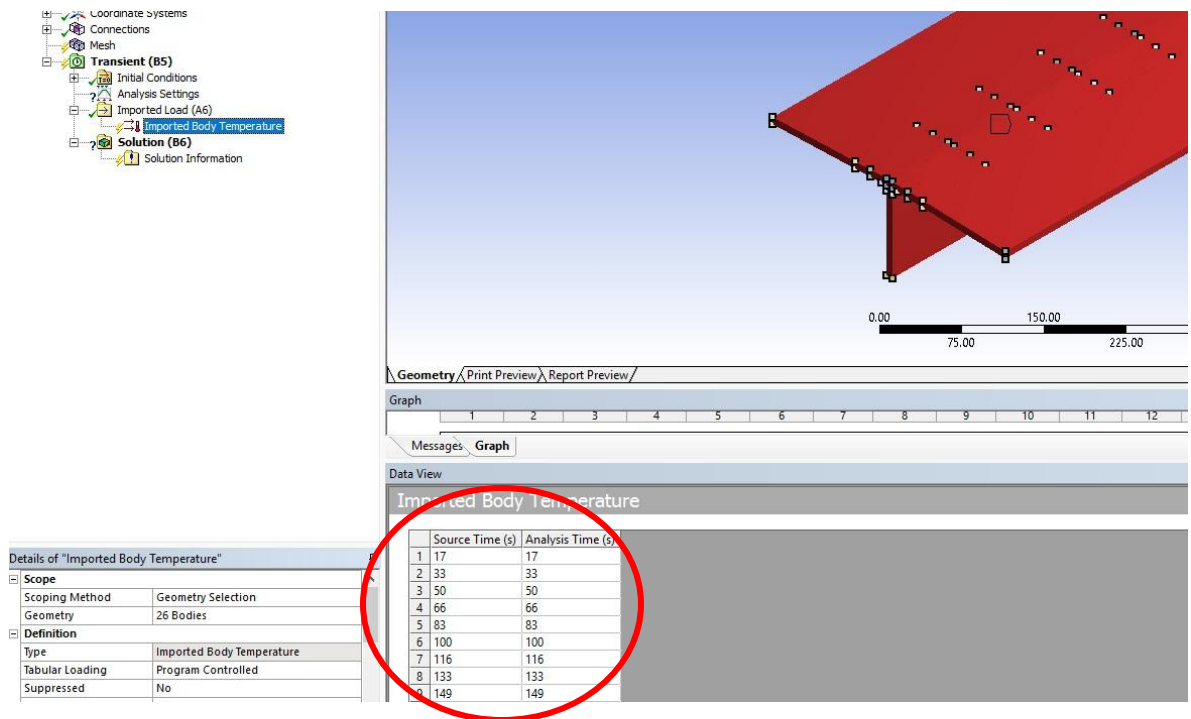 Coordinate Systems
Connections
Mesh
Transient (B5)
Initial Conditions
Analysis Settings
Imported Load (A6)
Imported Body Temperature
Solution (B6)
Solution Information
0.00 150.00
75.00 225.00
Geometry Print Preview Report Preview
Graph
1 2 3 4 5 6 7 8 9 10 11 12
Messages Graph
Data View
Imported Body Temperature
Source Time (s) Analysis Time (s)
1 17 17
2 33 33
3 50 50
4 66 66
5 83 83
6 100 100
7 116 116
8 133 133
9 149 149
Details of "Imported Body Temperature"
Scope
Scoping Method Geometry Selection
Geometry 26 Bodies
Definition
Type Imported Body Temperature
Tabular Loading Program Controlled
Suppressed No